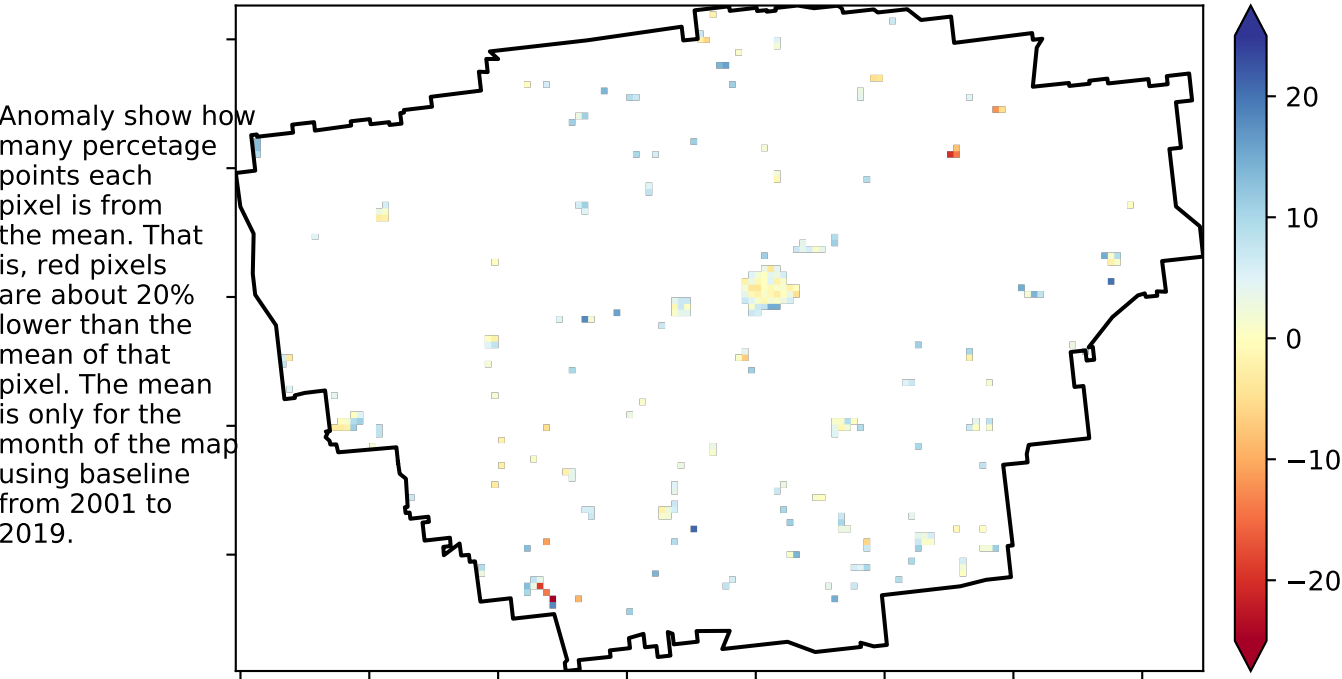 Anomaly show how
many percetage
points each
pixel is from
the mean. That
is, red pixels
are about 20%
lower than the
mean of that
pixel. The mean
is only for the
month of the map
using baseline
from 2001 to
2019.
20
10
0
−10
−20